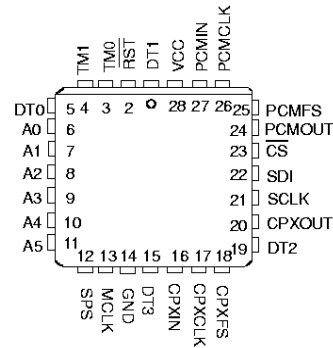 TM1 TM0 RST DT1 VCC PCMIN PCMCLK
4 3 2 28 27 26
DT0 5 25 PCMFS
A0 6 24 PCMOUT
A1 7 23 CS
A2 8 22 SDI
A3 9 21 SCLK
A4 10 20 CPXOUT
A5 11 19 DT2
12 13 14 15 16 17 18
SPS MCLK GND DT3 CPXIN CPXCLK CPXFS